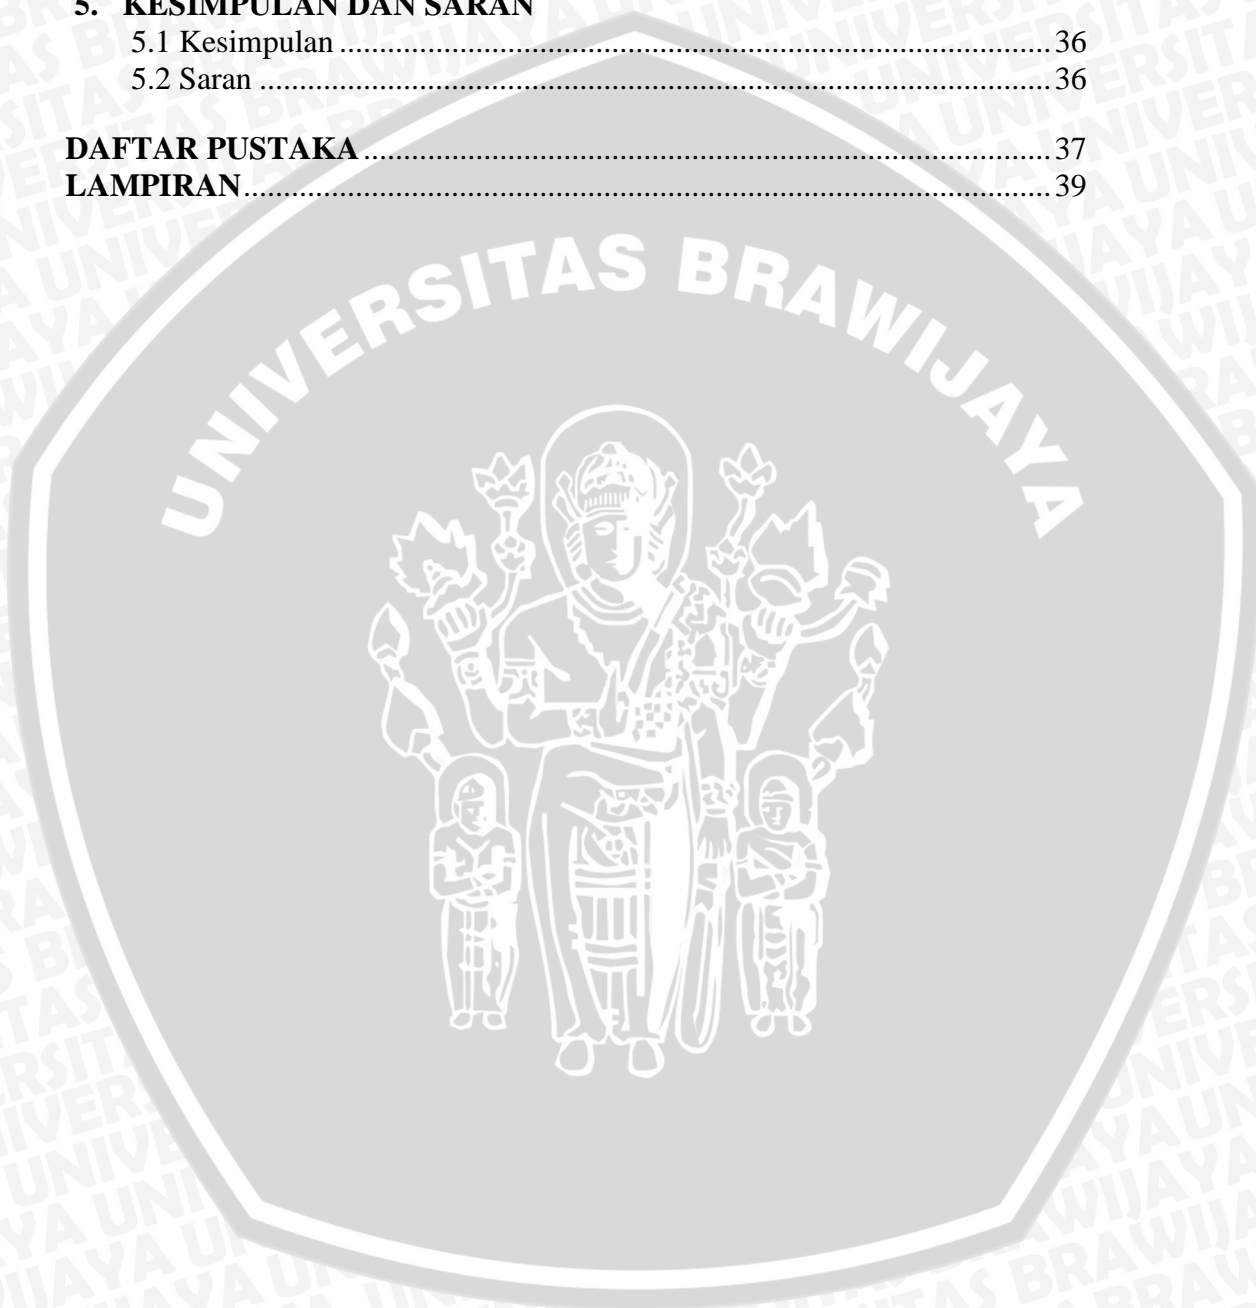 5. KESIMPULAN DAN SARAN
5.1 Kesimpulan ........................................................................................ 36
5.2 Saran .................................................................................................. 36
DAFTAR PUSTAKA ..................................................................................... 37
LAMPIRAN .................................................................................................... 39
UNIVERSITAS BRAWIJAYA